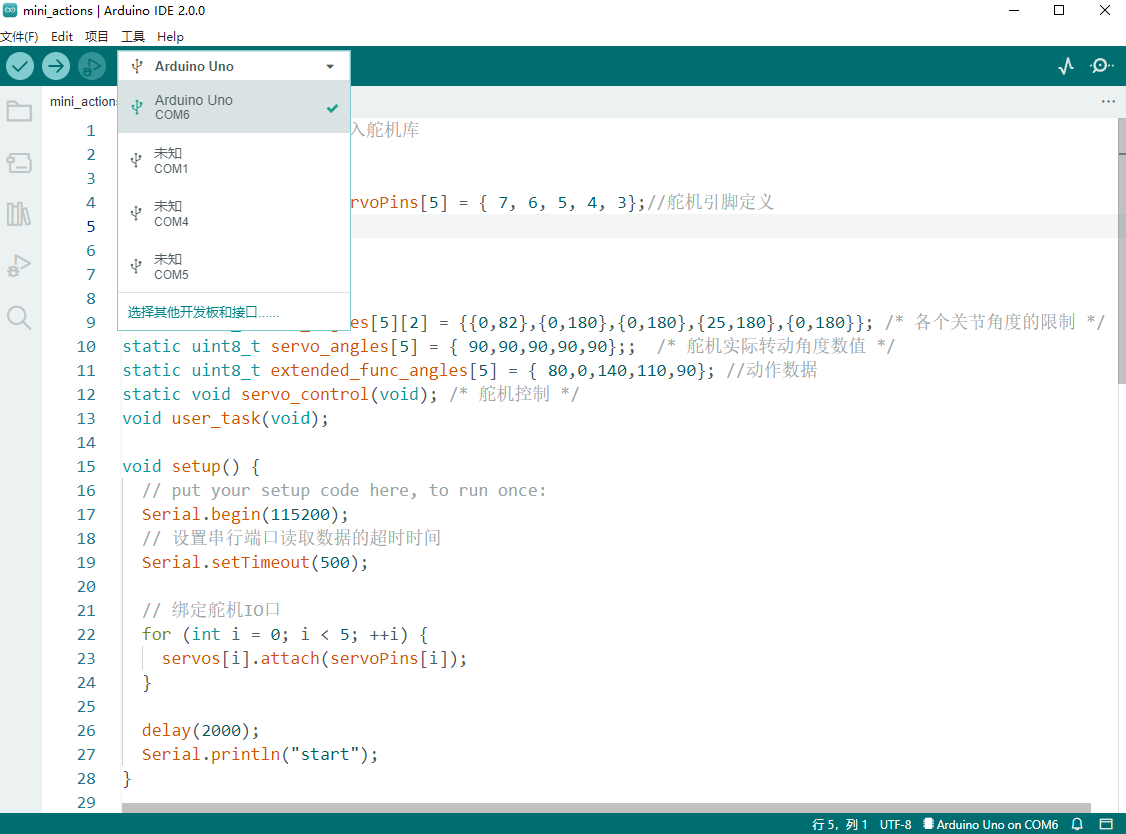 mini_actions | Arduino IDE 2.0.0
文件(F) Edit 项目 工具 Help
Arduino Uno
mini_actions
Arduino Uno
COM6
未知
COM1
未知
COM4
未知
COM5
选择其他开发板和接口......
1 入舵机库
2
3
4 rvoPins[5] = { 7, 6, 5, 4, 3};//舵机引脚定义
5
6
7
8
9 es[5][2] = {{0,82},{0,180},{0,180},{25,180},{0,180}}; /* 各个关节角度的限制 */
10 static uint8_t servo_angles[5] = { 90,90,90,90,90};; /* 舵机实际转动角度数值 */
11 static uint8_t extended_func_angles[5] = { 80,0,140,110,90}; //动作数据
12 static void servo_control(void); /* 舵机控制 */
13 void user_task(void);
14
15 void setup() {
16 // put your setup code here, to run once:
17 Serial.begin(115200);
18 // 设置串行端口读取数据的超时时间
19 Serial.setTimeout(500);
20
21 // 绑定舵机IO口
22 for (int i = 0; i < 5; ++i) {
23 servos[i].attach(servoPins[i]);
24 }
25
26 delay(2000);
27 Serial.println("start");
28 }
29
行 5，列 1 UTF-8 Arduino Uno on COM6